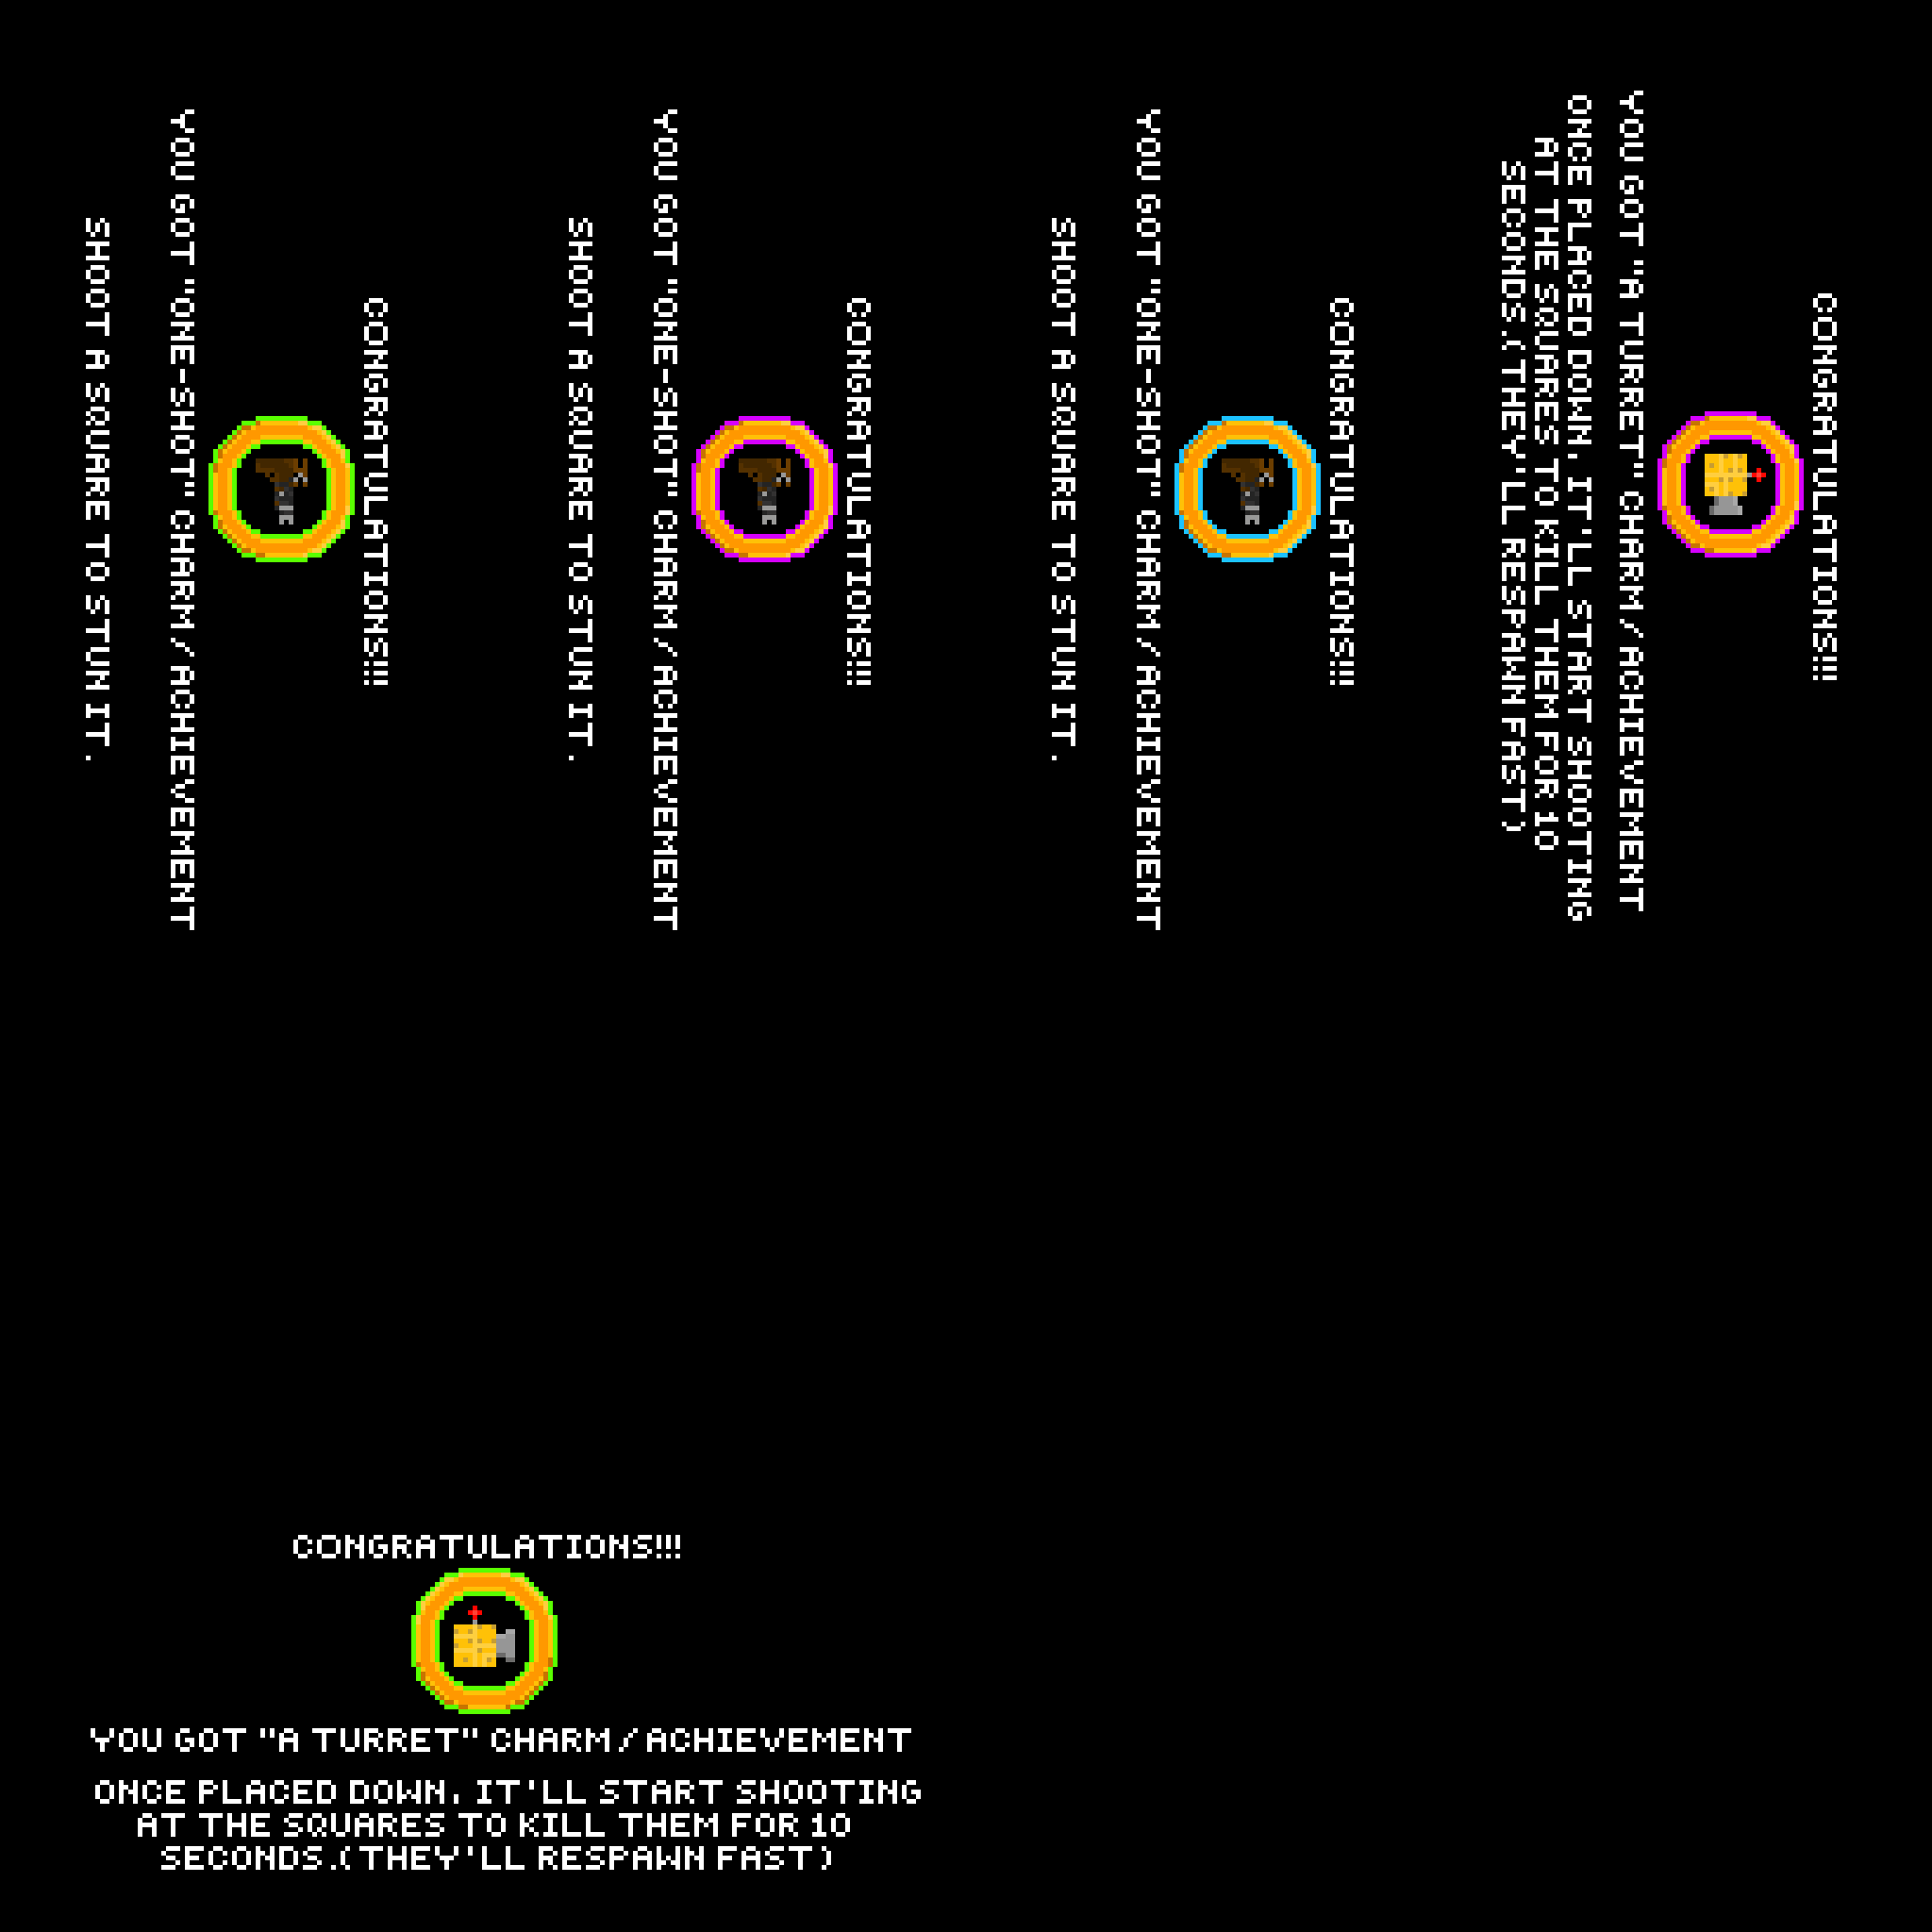 CONGRATULATIONS!!!
YOU GOT "ONE-SHOT" CHARM/ACHIEVEMENT
SHOOT A SQUARE TO STUN IT.
CONGRATULATIONS!!!
YOU GOT "ONE-SHOT" CHARM/ACHIEVEMENT
SHOOT A SQUARE TO STUN IT.
CONGRATULATIONS!!!
YOU GOT "ONE-SHOT" CHARM/ACHIEVEMENT
SHOOT A SQUARE TO STUN IT.
CONGRATULATIONS!!!
YOU GOT "A TURRET" CHARM/ACHIEVEMENT
ONCE PLACED DOWN, IT'LL START SHOOTING
AT THE SQUARES TO KILL THEM FOR 10
SECONDS.(THEY'LL RESPAWN FAST)
CONGRATULATIONS!!!
YOU GOT "A TURRET" CHARM/ACHIEVEMENT
ONCE PLACED DOWN, IT'LL START SHOOTING
AT THE SQUARES TO KILL THEM FOR 10
SECONDS.(THEY'LL RESPAWN FAST)